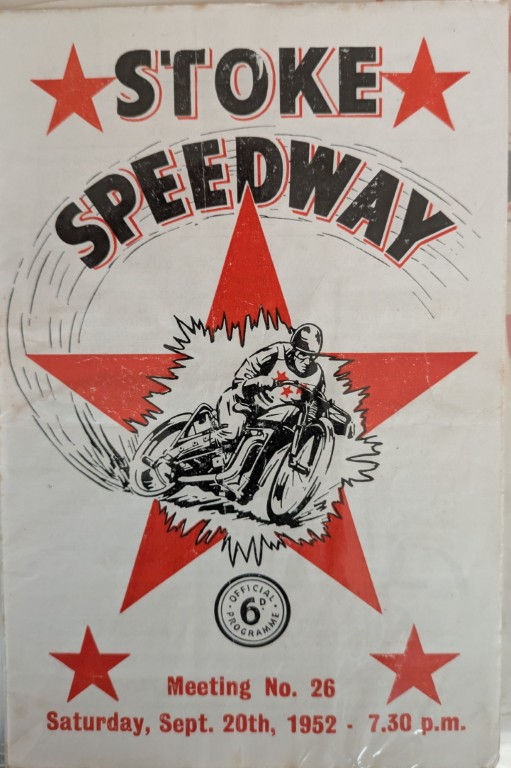 STOKE
SPEEDWAY
OFFICIAL
6D.
PROGRAMME
Meeting No. 26
Saturday, Sept. 20th, 1952 - 7.30 p.m.